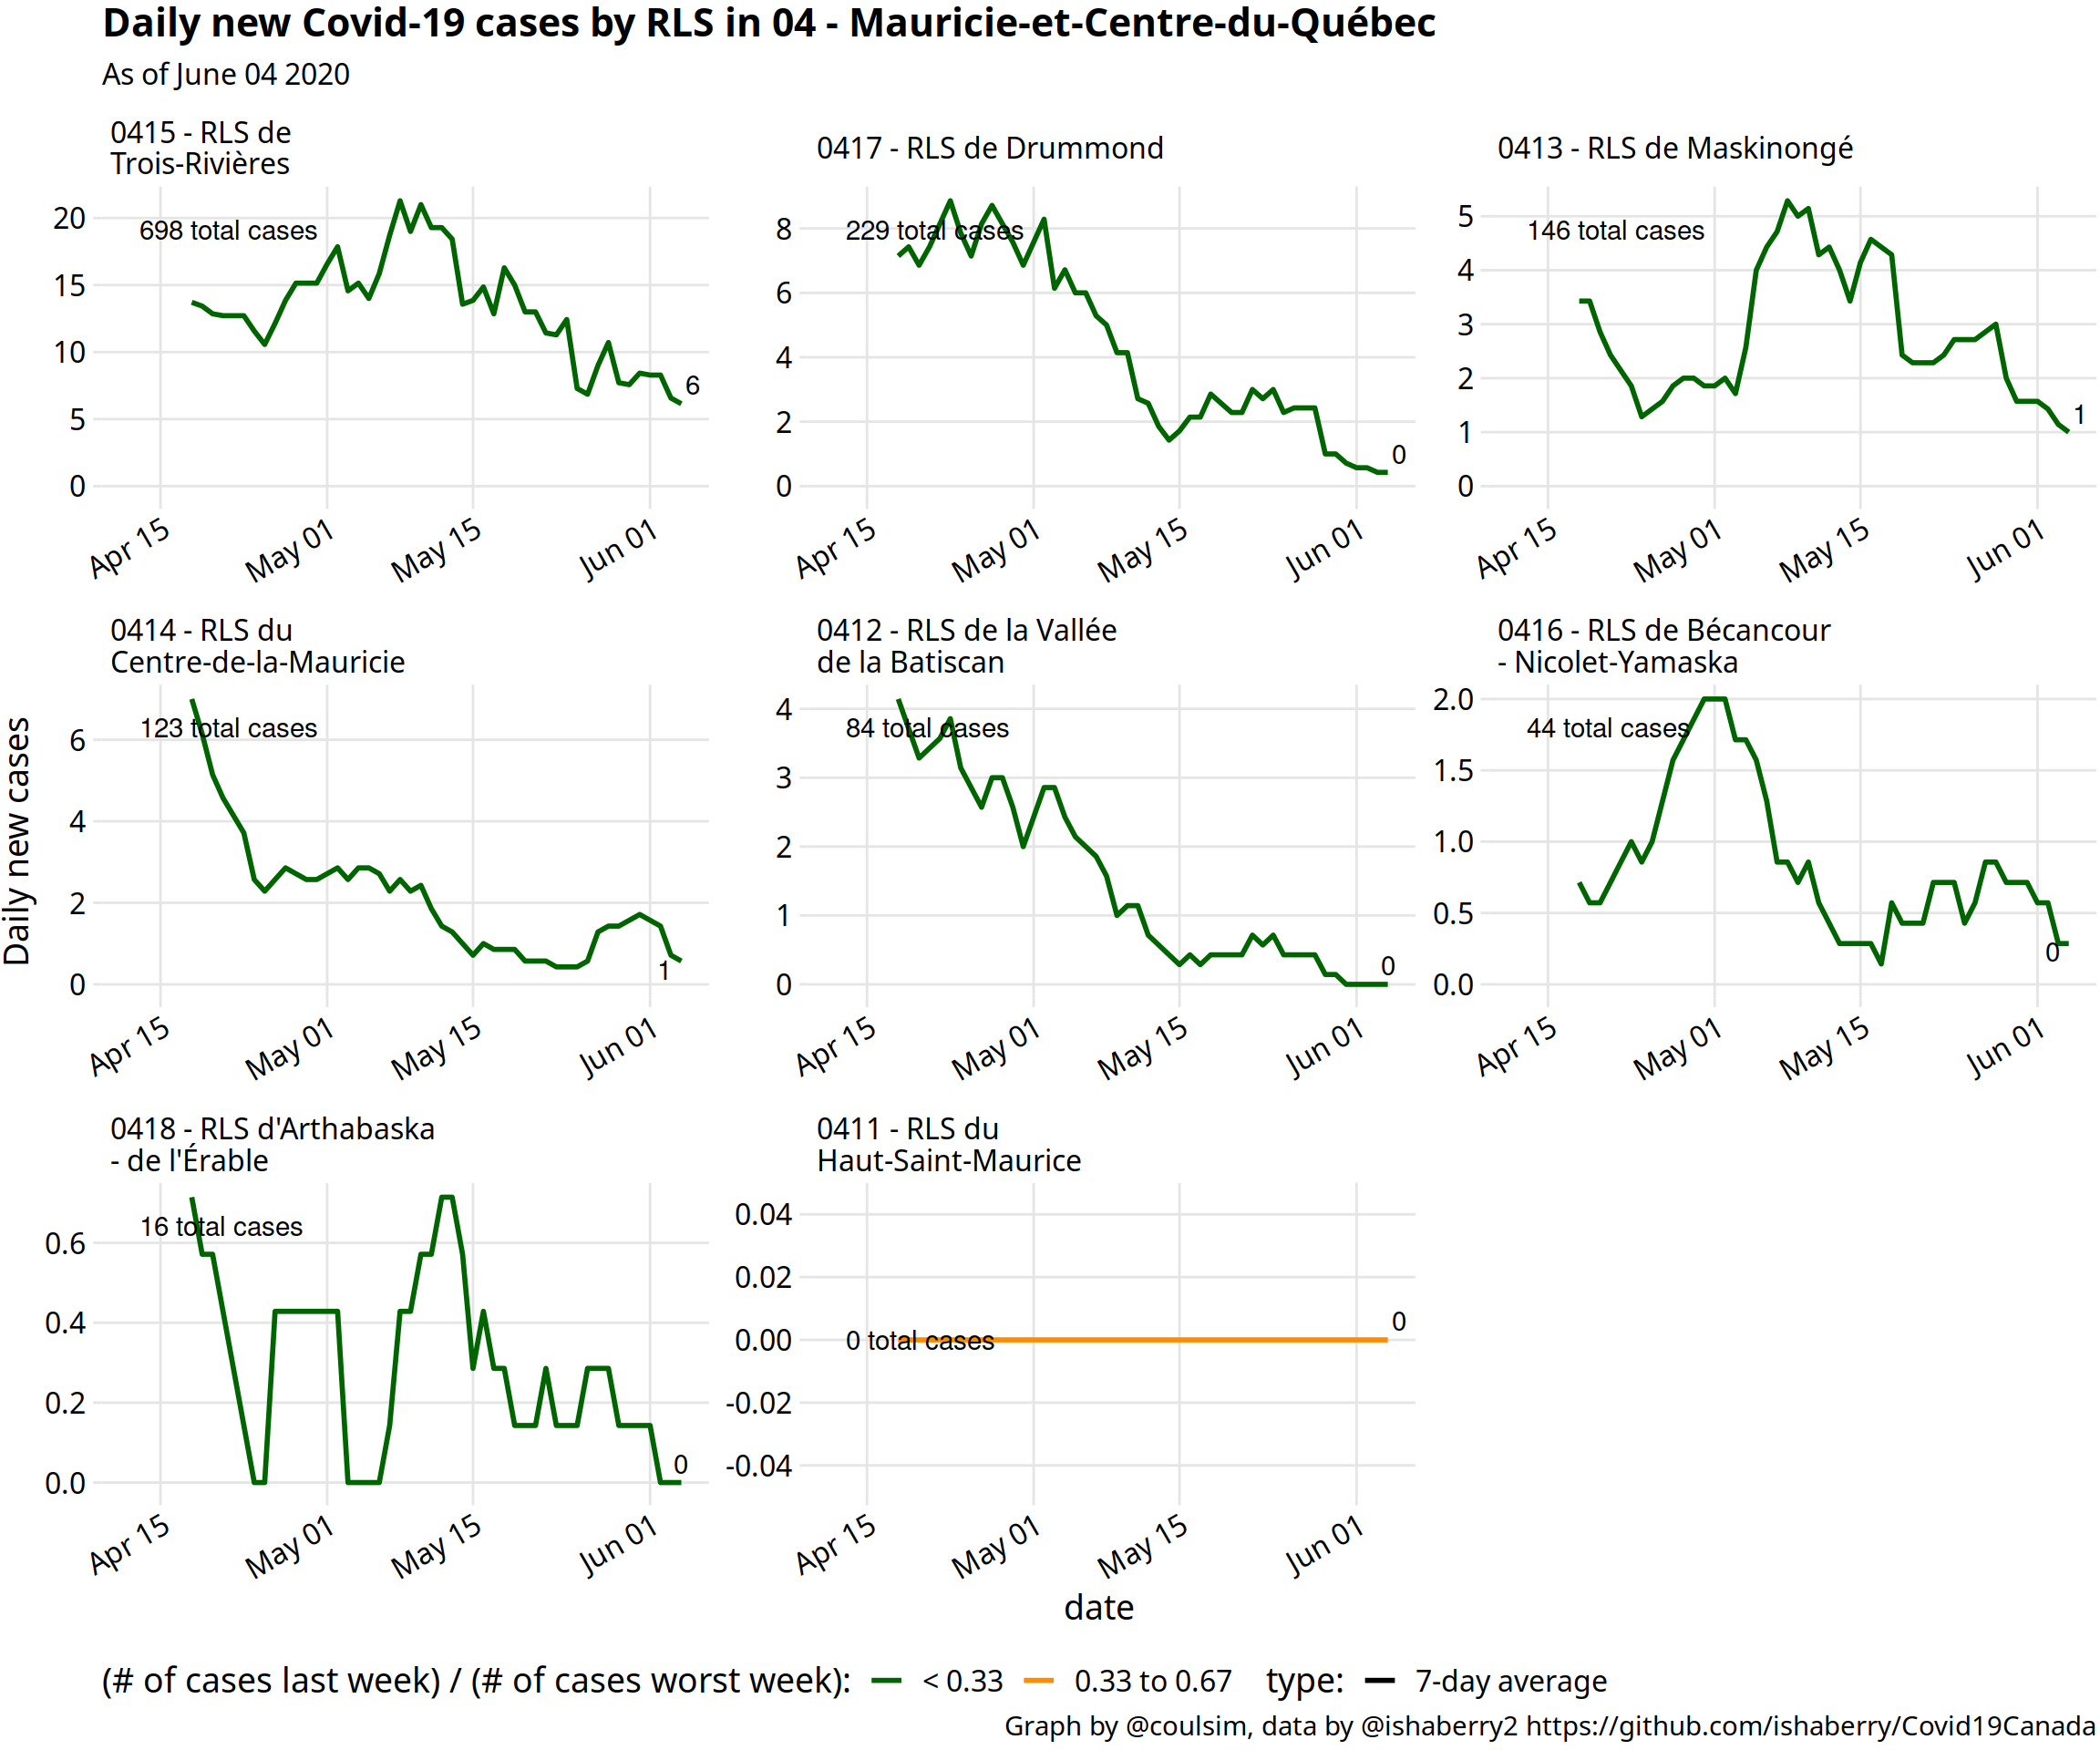 Daily new Covid-19 cases by RLS in 04 - Mauricie-et-Centre-du-Québec
As of June 04 2020
0415 - RLS de
Trois-Rivières
698 total cases
20
15
10
5
0
6
Apr 15
May 01
May 15
Jun 01
0417 - RLS de Drummond
229 total cases
8
6
4
2
0
0
Apr 15
May 01
May 15
Jun 01
0413 - RLS de Maskinongé
146 total cases
5
4
3
2
1
0
1
Apr 15
May 01
May 15
Jun 01
Daily new cases
0414 - RLS du
Centre-de-la-Mauricie
123 total cases
6
4
2
0
1
Apr 15
May 01
May 15
Jun 01
0412 - RLS de la Vallée
de la Batiscan
84 total cases
4
3
2
1
0
0
Apr 15
May 01
May 15
Jun 01
0416 - RLS de Bécancour
- Nicolet-Yamaska
44 total cases
2.0
1.5
1.0
0.5
0.0
0
Apr 15
May 01
May 15
Jun 01
0418 - RLS d'Arthabaska
- de l'Érable
16 total cases
0.6
0.4
0.2
0.0
0
Apr 15
May 01
May 15
Jun 01
0411 - RLS du
Haut-Saint-Maurice
0 total cases
0.04
0.02
0.00
-0.02
-0.04
0
Apr 15
May 01
May 15
Jun 01
date
(# of cases last week) / (# of cases worst week): < 0.33 0.33 to 0.67 type: 7-day average
Graph by @coulsim, data by @ishaberry2 https://github.com/ishaberry/Covid19Canada